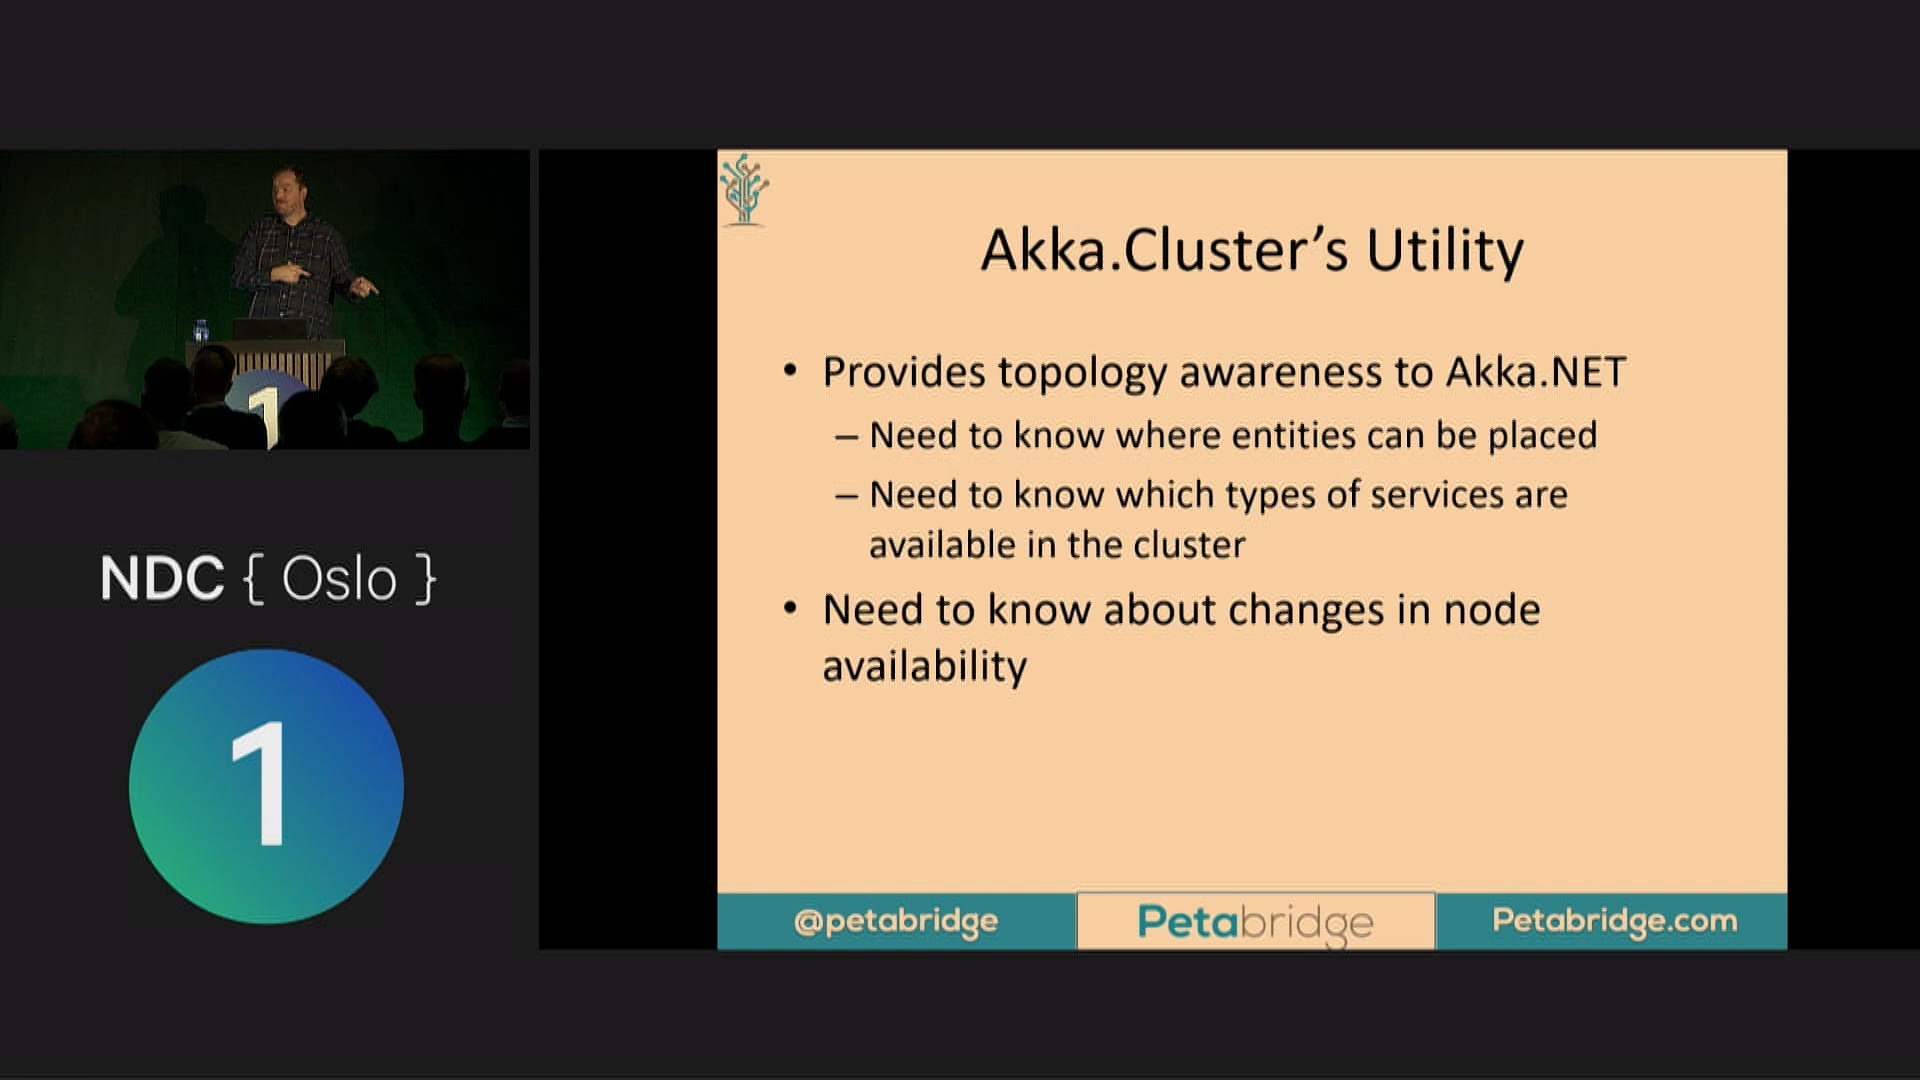 1
NDC { Oslo }
1
Akka.Cluster’s Utility
• Provides topology awareness to Akka.NET
– Need to know where entities can be placed
– Need to know which types of services are
available in the cluster
• Need to know about changes in node
availability
@petabridge
Petabridge
Petabridge.com